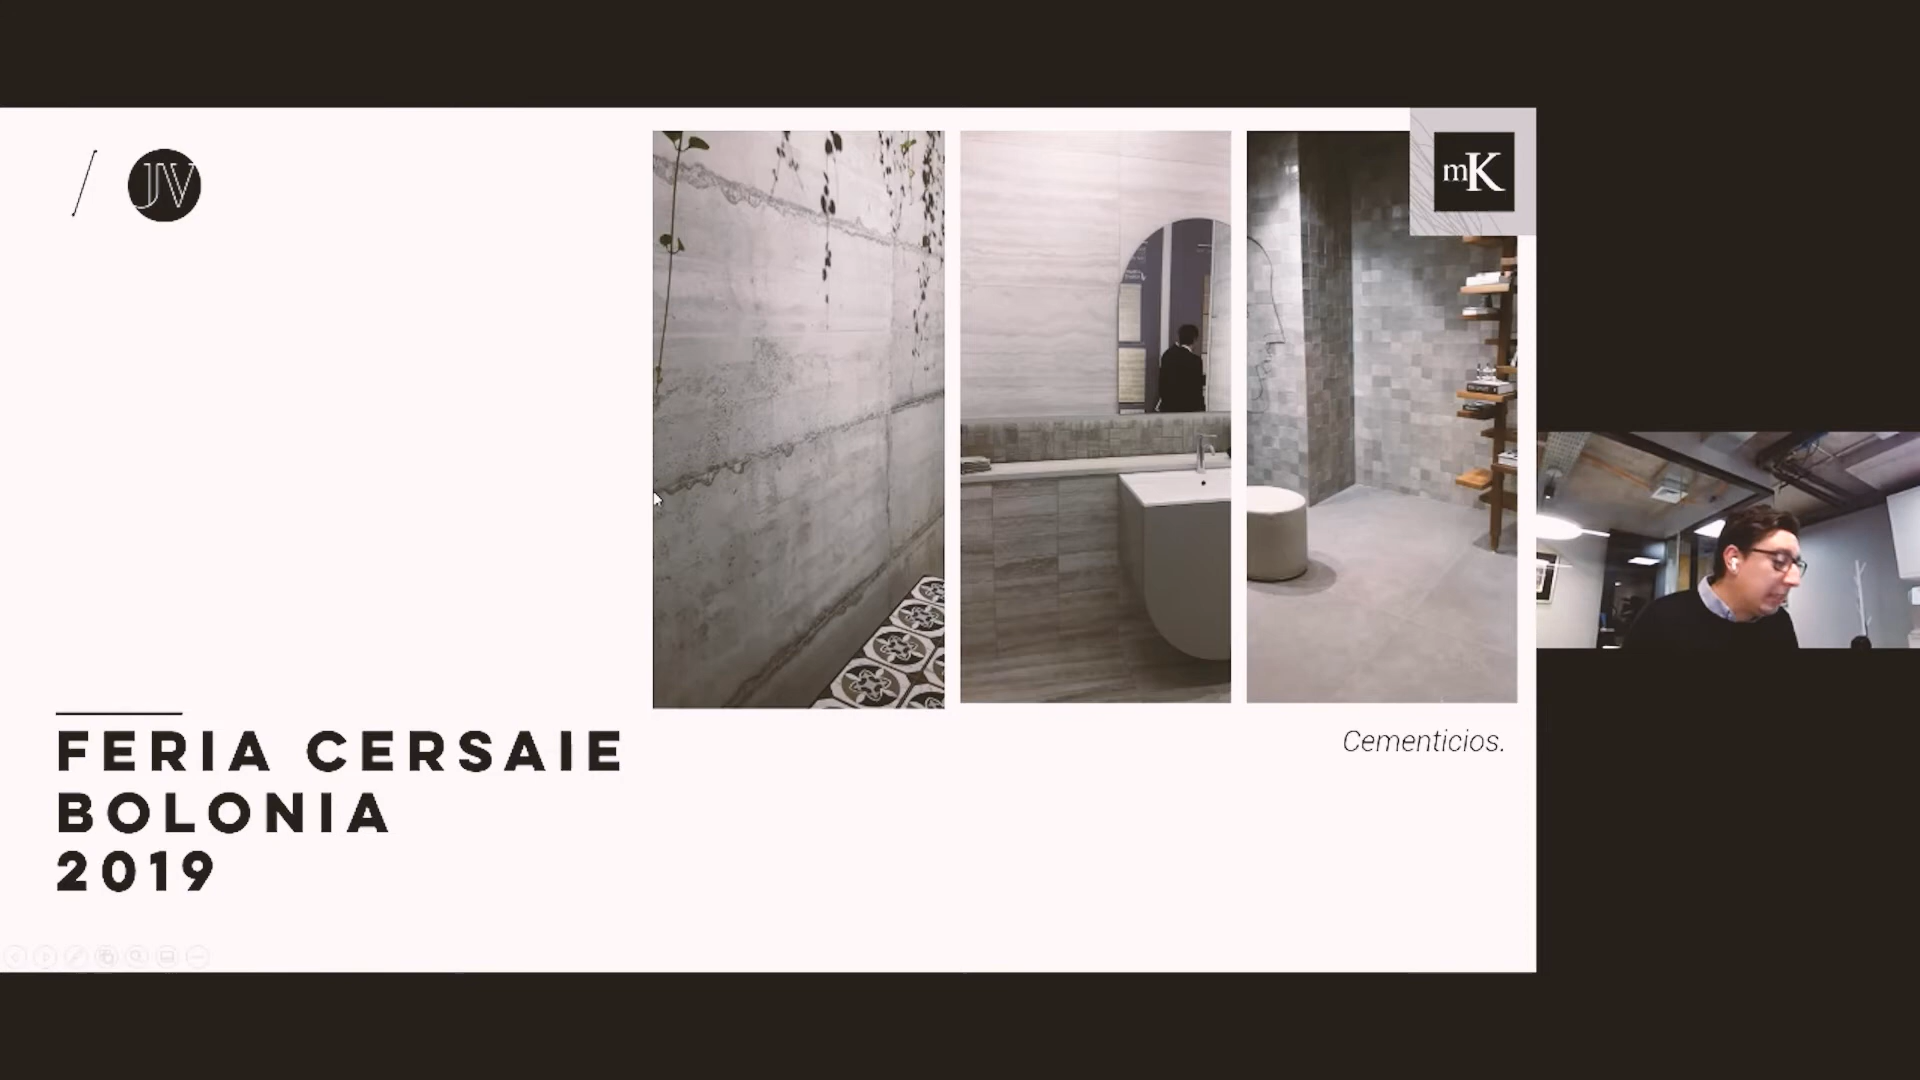 JV
mK
Cementicios.
FERIA CERSAIE
BOLONIA
2019